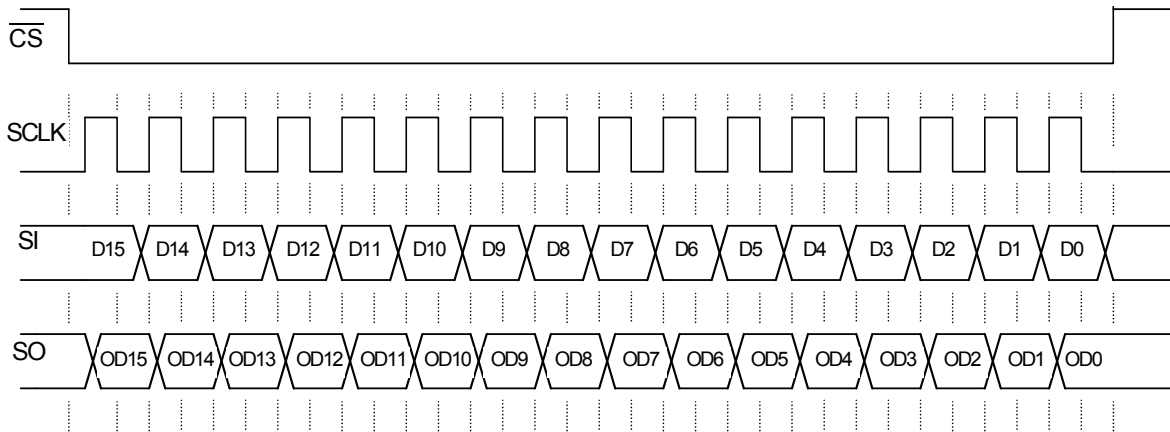 CS
SCLK
SI D15 D14 D13 D12 D11 D10 D9 D8 D7 D6 D5 D4 D3 D2 D1 D0
SO OD15 OD14 OD13 OD12 OD11 OD10 OD9 OD8 OD7 OD6 OD5 OD4 OD3 OD2 OD1 OD0